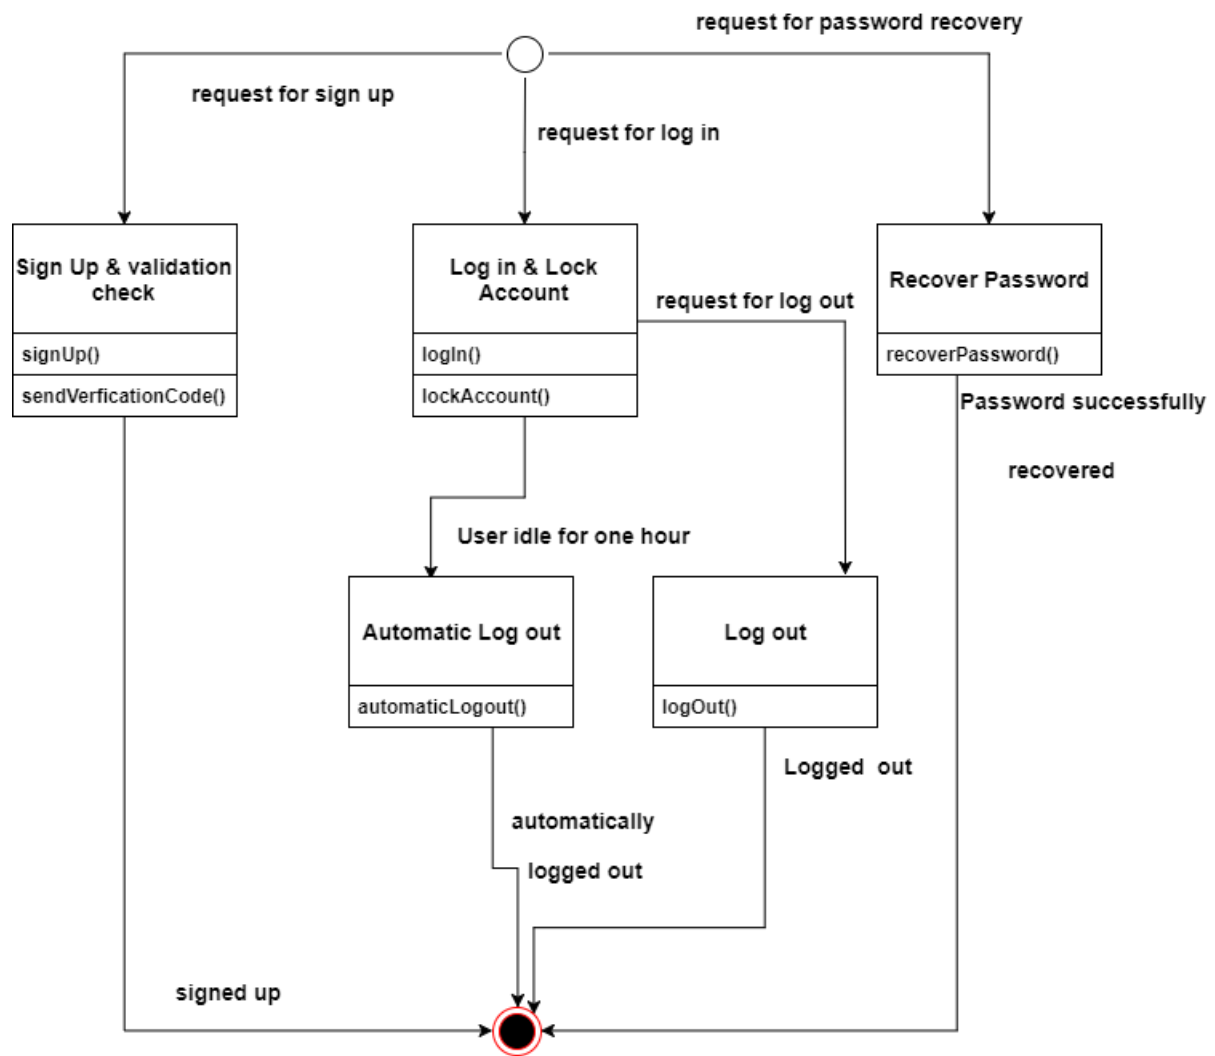 request for password recovery
request for sign up
request for log in
Sign Up & validation
check
signUp()
sendVerficationCode()
Log in & Lock
Account
logIn()
lockAccount()
request for log out
Recover Password
recoverPassword()
Password successfully
recovered
User idle for one hour
Automatic Log out
automaticLogout()
Log out
logOut()
Logged out
automatically
logged out
signed up